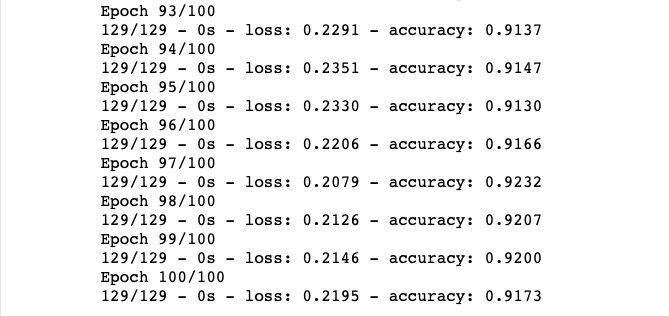 Epoch 93/100
129/129 - 0s - loss: 0.2291 - accuracy: 0.9137
Epoch 94/100
129/129 - 0s - loss: 0.2351 - accuracy: 0.9147
Epoch 95/100
129/129 - 0s - loss: 0.2330 - accuracy: 0.9130
Epoch 96/100
129/129 - 0s - loss: 0.2206 - accuracy: 0.9166
Epoch 97/100
129/129 - 0s - loss: 0.2079 - accuracy: 0.9232
Epoch 98/100
129/129 - 0s - loss: 0.2126 - accuracy: 0.9207
Epoch 99/100
129/129 - 0s - loss: 0.2146 - accuracy: 0.9200
Epoch 100/100
129/129 - 0s - loss: 0.2195 - accuracy: 0.9173